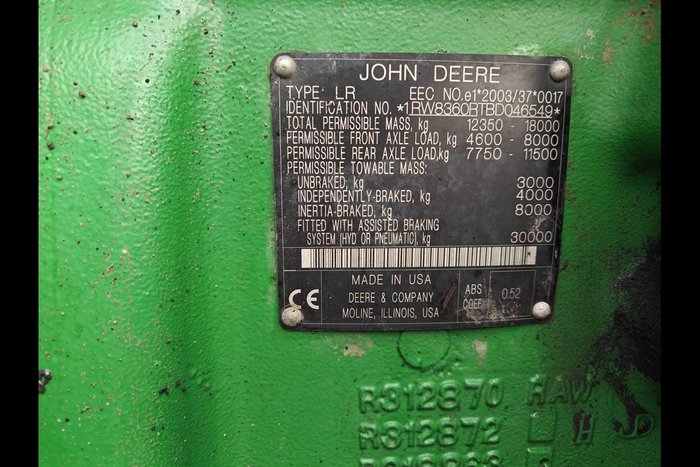 JOHN DEERE
TYPE: LR EEC NO.e1*2003/37*0017
IDENTIFICATION NO. *1RW8360RTBD046549*
TOTAL PERMISSIBLE MASS, kg 12350 - 18000
PERMISSIBLE FRONT AXLE LOAD, kg 4600 - 8000
PERMISSIBLE REAR AXLE LOAD,kg 7750 - 11500
PERMISSIBLE TOWABLE MASS:
UNBRAKED, kg 3000
INDEPENDENTLY-BRAKED, kg 4000
INERTIA-BRAKED, kg 8000
FITTED WITH ASSISTED BRAKING
SYSTEM (HYD OR PNEUMATIC), kg 30000
MADE IN USA
CE DEERE & COMPANY ABS 0.52
MOLINE, ILLINOIS, USA COEF
R312870 HAW
R312872 H JD